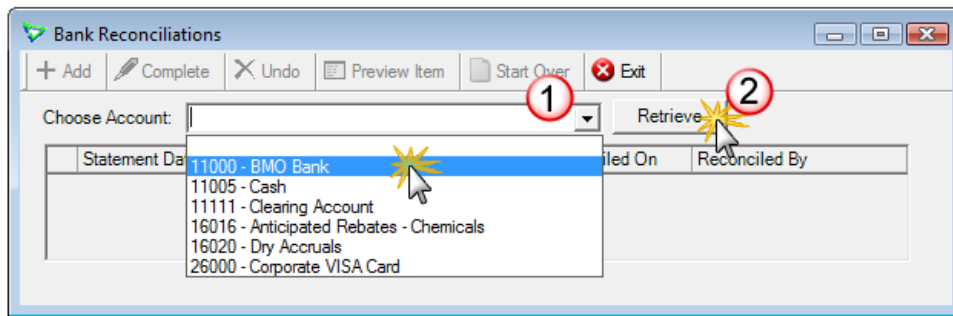 Bank Reconciliations
Add Complete Undo Preview Item Start Over Exit
1 2
Choose Account: Retrieve
Statement Da iled On Reconciled By
11000 - BMO Bank
11005 - Cash
11111 - Clearing Account
16016 - Anticipated Rebates - Chemicals
16020 - Dry Accruals
26000 - Corporate VISA Card